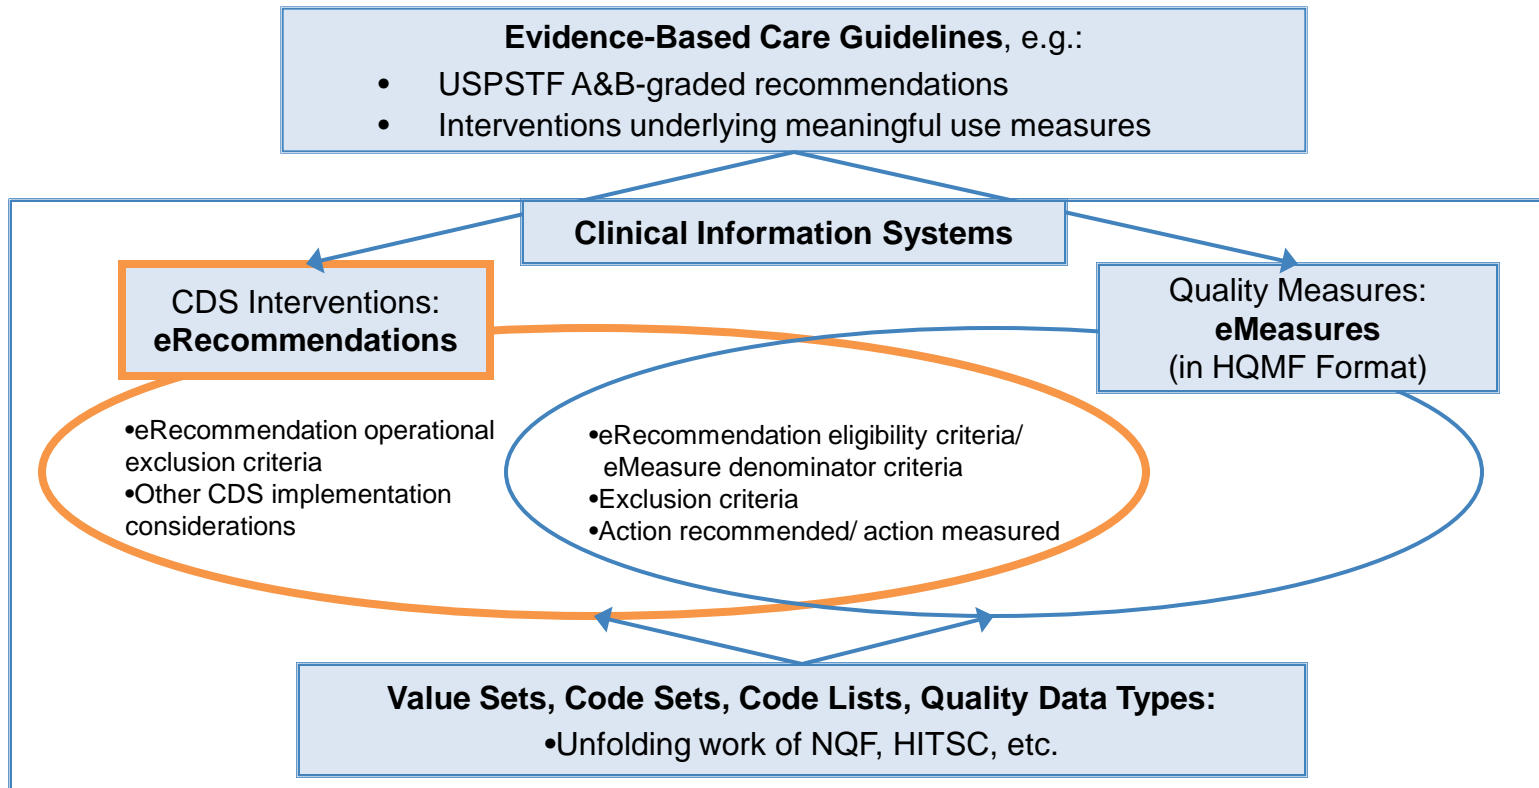 Evidence-Based Care Guidelines, e.g.:
• USPSTF A&B-graded recommendations
• Interventions underlying meaningful use measures
Clinical Information Systems
CDS Interventions:
eRecommendations
Quality Measures:
eMeasures
(in HQMF Format)
•eRecommendation operational
exclusion criteria
•Other CDS implementation
considerations
•eRecommendation eligibility criteria/
eMeasure denominator criteria
•Exclusion criteria
•Action recommended/ action measured
Value Sets, Code Sets, Code Lists, Quality Data Types:
•Unfolding work of NQF, HITSC, etc.